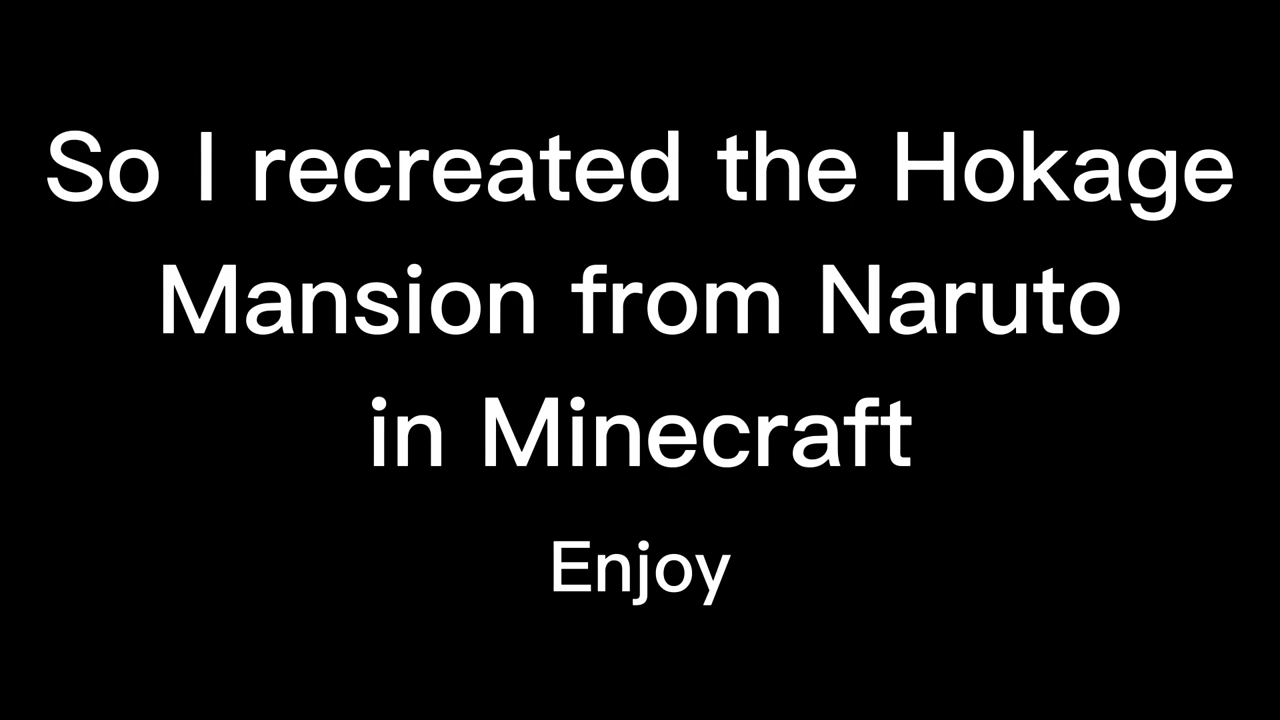 So I recreated the Hokage
Mansion from Naruto
in Minecraft
Enjoy